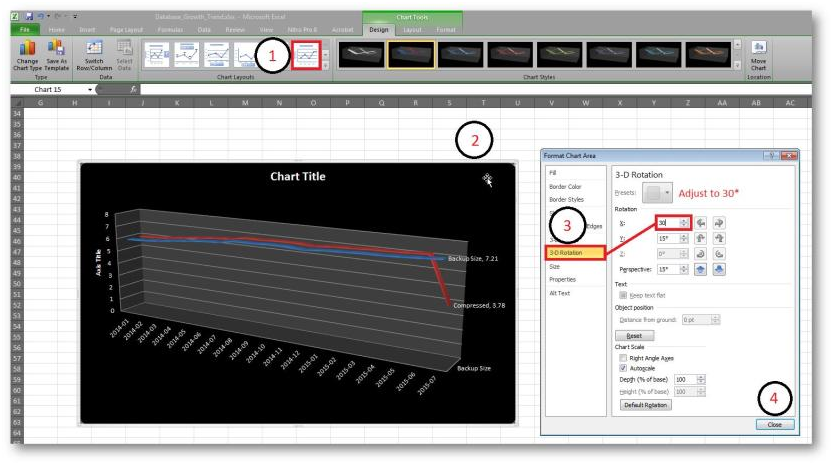 Database_Growth_Trend.xlsx - Microsoft Excel
Chart Tools
File Home Insert Page Layout Formulas Data Review View Nitro Pro 8 Acrobat Design Layout Format
1
Change Chart Type
Save As Template
Switch Row/Column
Select Data
Move Chart
Type Data Chart Layouts Chart Styles Location
Chart 15 fx
G H I J K L M N O P Q R S T U V W X Y Z AA AB AC
34
35
36
37
38
39
40
41
42
43
44
45
46
47
48
49
50
51
52
53
54
55
56
57
58
59
60
61
62
63
64
2
Chart Title
Axis Title
8
7
6
5
4
3
2
1
0
Backup Size, 7.21
Compressed, 3.78
Backup Size
2014-01
2014-02
2014-03
2014-04
2014-05
2014-06
2014-07
2014-08
2014-09
2014-10
2014-11
2014-12
2015-01
2015-02
2015-03
2015-04
2015-05
2015-06
2015-07
Format Chart Area
Fill
Border Color
Border Styles
3
Edges
3-D Rotation
Size
Properties
Alt Text
3-D Rotation
Presets:
Adjust to 30*
Rotation
X: 30
Y: 15°
Z: 0°
Perspective: 15°
Text
Keep text flat
Object position
Distance from ground: 0 pt
Reset
Chart Scale
Right Angle Axes
Autoscale
Depth (% of base) 100
Height (% of base) 100
Default Rotation
4
Close